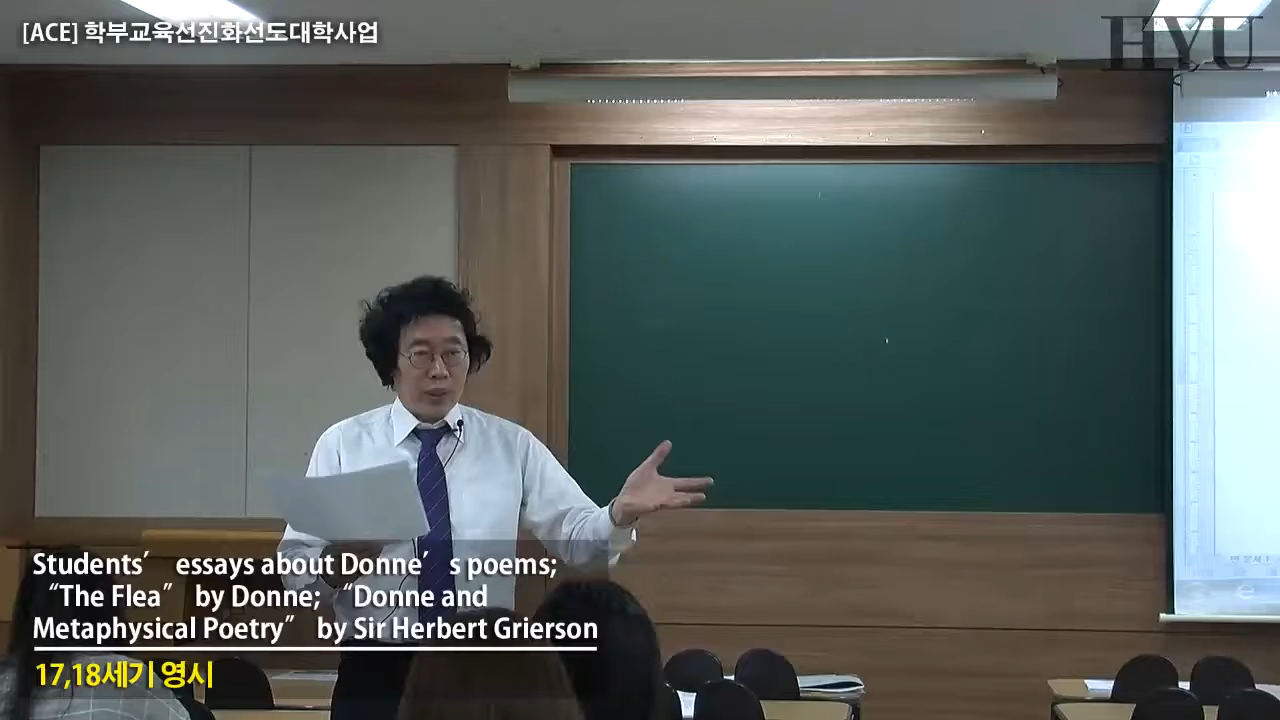 [ACE] 학부교육선진화선도대학사업
HYU
Students’ essays about Donne’s poems;
“The Flea” by Donne; “Donne and
Metaphysical Poetry” by Sir Herbert Grierson
17,18세기 영시